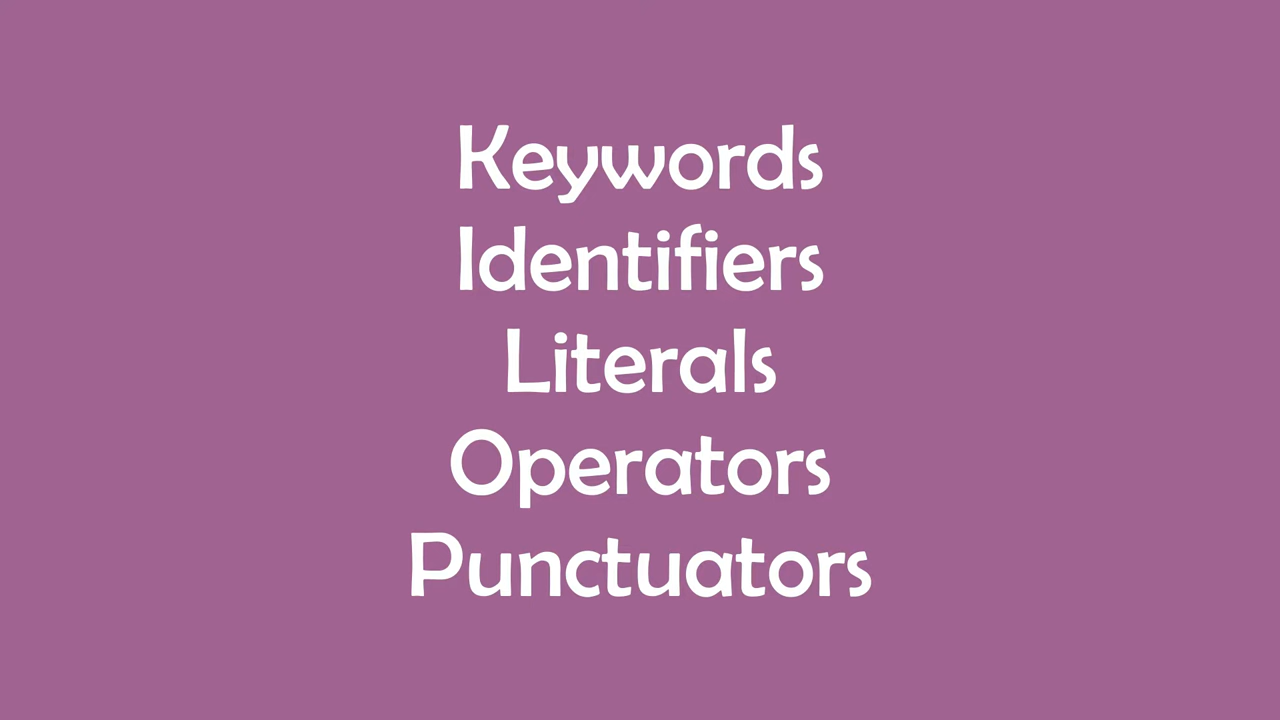 Keywords
Identifiers
Literals
Operators
Punctuators